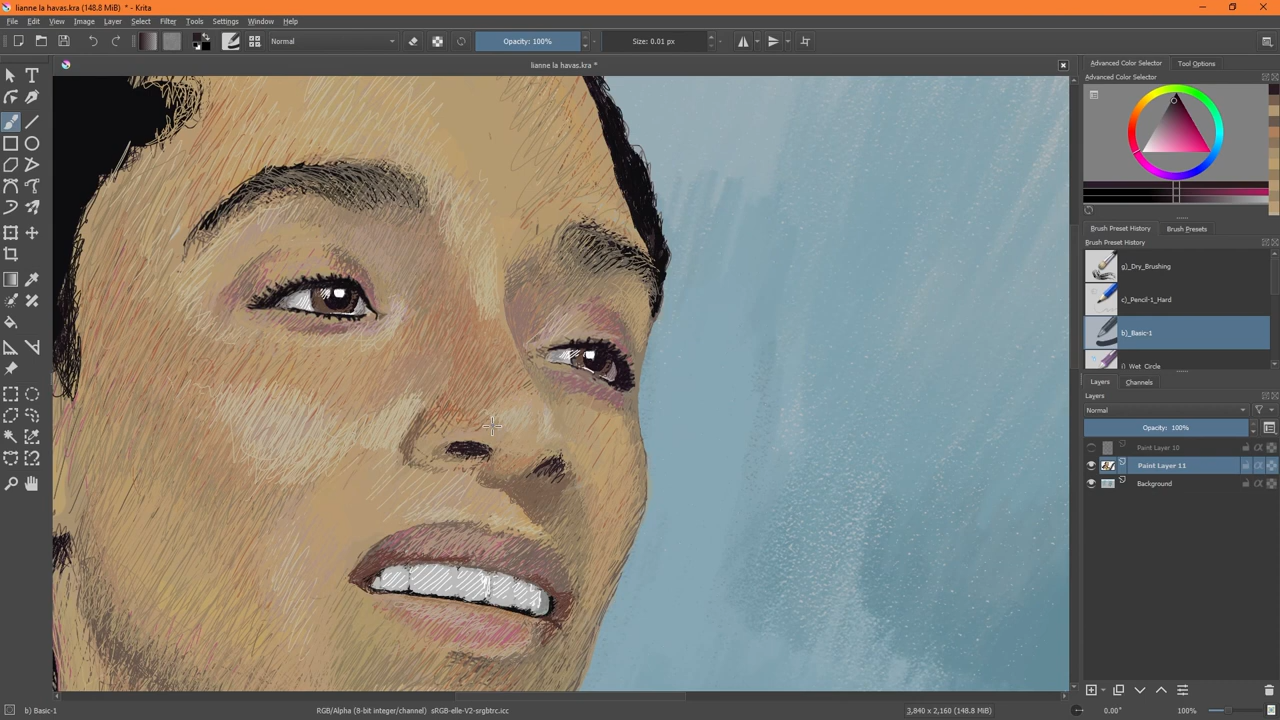 lianne la havas.kra (148.8 MiB) * - Krita
File Edit View Image Layer Select Filter Tools Settings Window Help
Normal Opacity: 100% Size: 0.01 px
lianne la havas.kra *
Advanced Color Selector Tool Options
Advanced Color Selector
Brush Preset History Brush Presets
Brush Preset History
g)_Dry_Brushing
c)_Pencil-1_Hard
b)_Basic-1
i)_Wet_Circle
Layers Channels
Layers
Normal
Opacity: 100%
Paint Layer 10
Paint Layer 11
Background
b) Basic-1 RGB/Alpha (8-bit integer/channel) sRGB-elle-V2-srgbtrc.icc 3,840 x 2,160 (148.8 MiB) 0.00° 100%